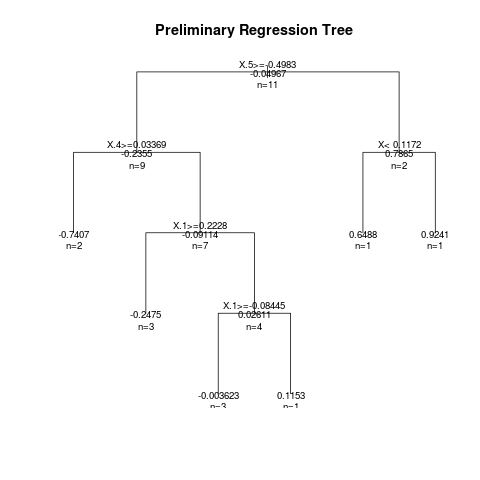 Preliminary Regression Tree
X.5>=-0.4983
-0.04967
n=11
X.4>=0.03369
-0.2355
n=9
X< 0.1172
0.7865
n=2
-0.7407
n=2
X.1>=0.2228
-0.09114
n=7
0.6488
n=1
0.9241
n=1
-0.2475
n=3
X.1>=-0.08445
0.02611
n=4
-0.003623
n=3
0.1153
n=1